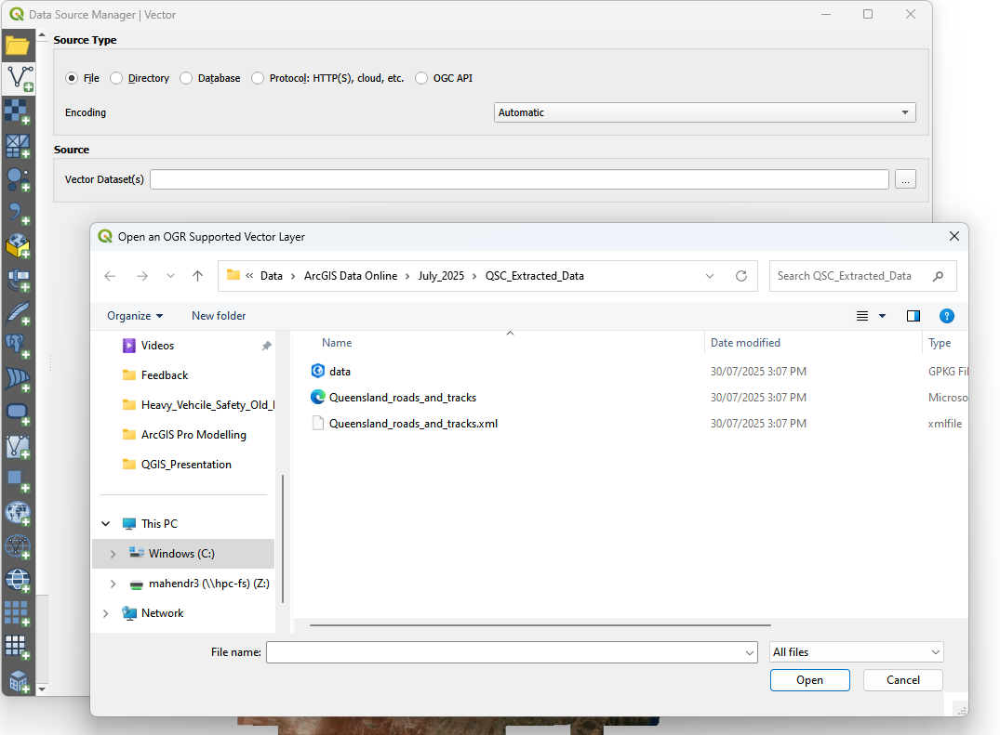 Data Source Manager | Vector
Source Type
File Directory Database Protocol: HTTP(S), cloud, etc. OGC API
Encoding Automatic
Source
Vector Dataset(s) ...
Open an OGR Supported Vector Layer
« Data › ArcGIS Data Online › July_2025 › QSC_Extracted_Data
Search QSC_Extracted_Data
Organize New folder
?
Videos
Feedback
Heavy_Vehcile_Safety_Old_
ArcGIS Pro Modelling
QGIS_Presentation
This PC
Windows (C:)
mahendr3 (\\hpc-fs) (Z:)
Network
Name Date modified Type
data 30/07/2025 3:07 PM GPKG Fil
Queensland_roads_and_tracks 30/07/2025 3:07 PM Microso
Queensland_roads_and_tracks.xml 30/07/2025 3:07 PM xmlfile
File name: All files
Open Cancel